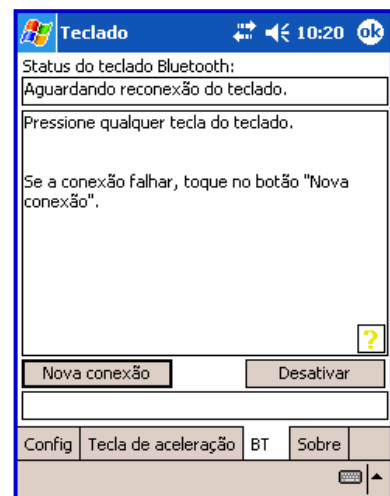 Teclado 10:20 ok
Status do teclado Bluetooth:
Aguardando reconexão do teclado.
Pressione qualquer tecla do teclado.
Se a conexão falhar, toque no botão "Nova
conexão".
?
Nova conexão Desativar
Config Tecla de aceleração BT Sobre